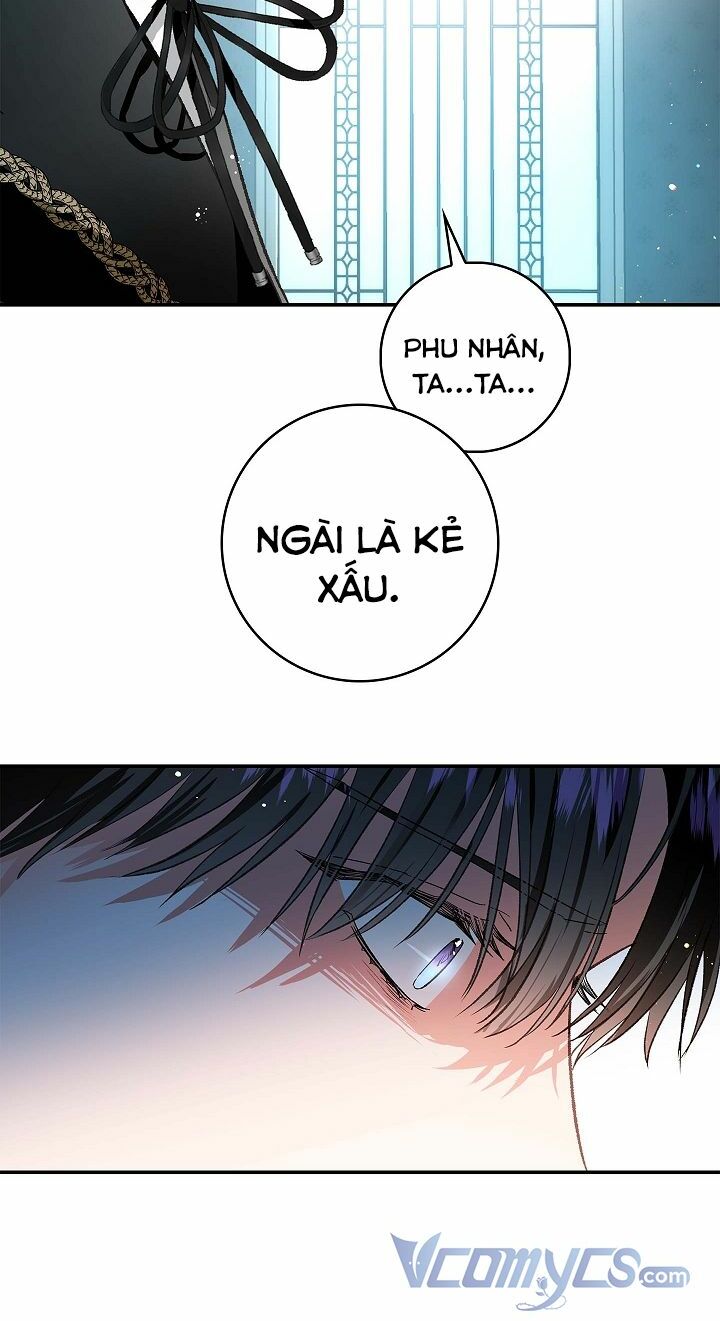 PHU NHÂN,
TA...TA...
NGÀI LÀ KẺ
XẤU.
VCOMYCS.com